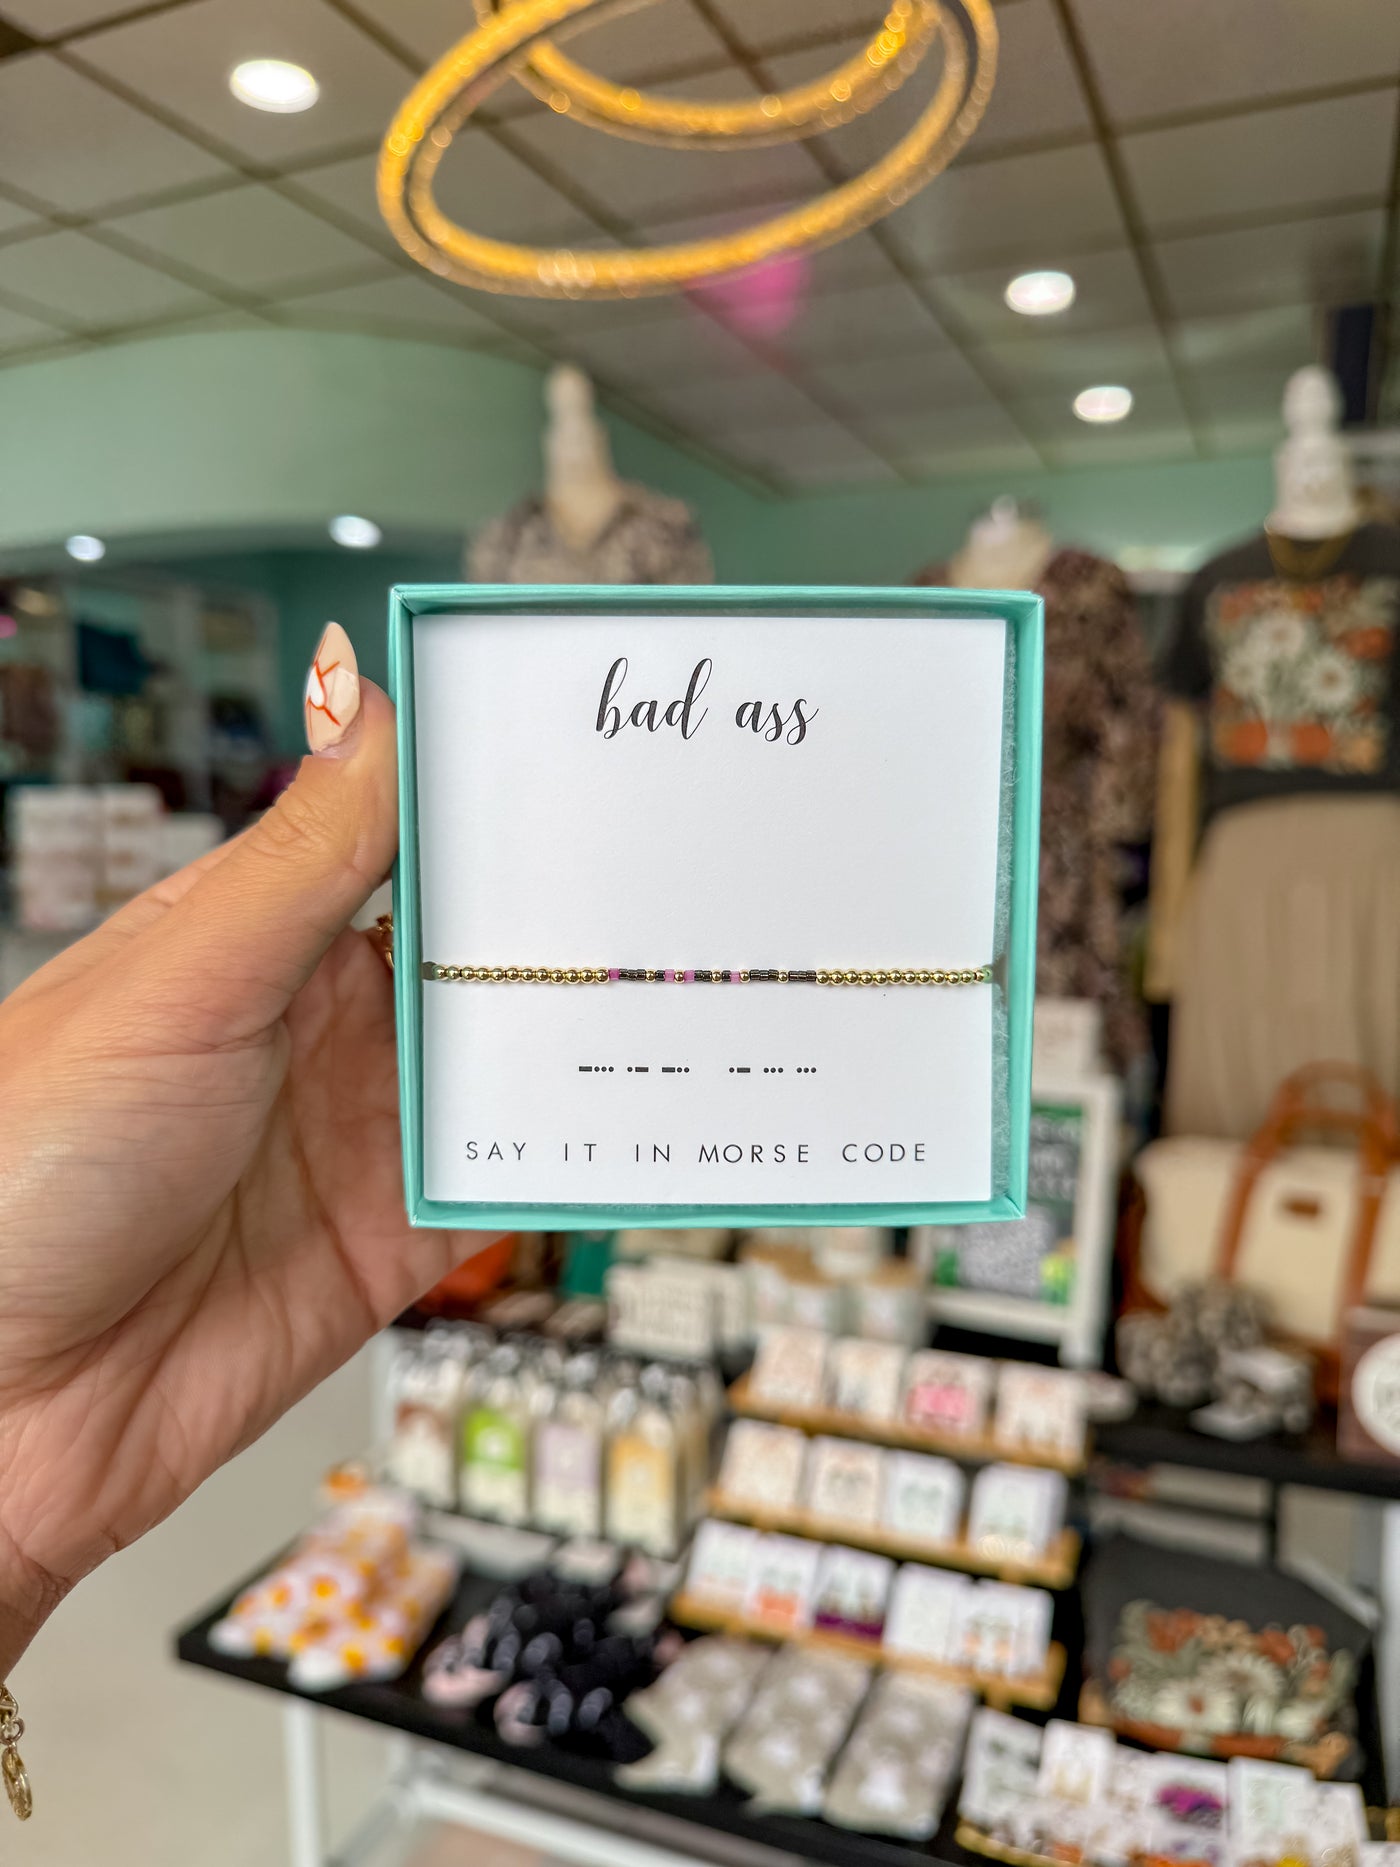 bad ass
-··· ·- -·· ·- ··· ···
SAY IT IN MORSE CODE